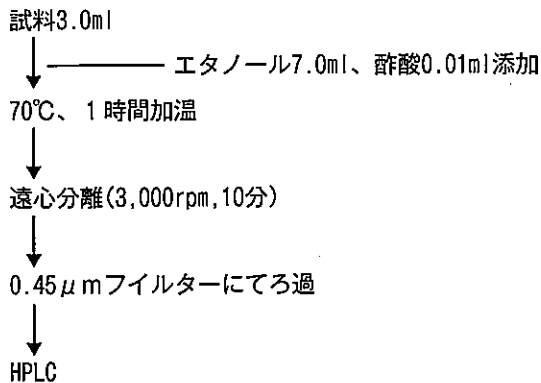 試料3.0ml
エタノール7.0ml、酢酸0.01ml添加
70℃、1時間加温
遠心分離(3,000rpm,10分)
0.45μmフイルターにてろ過
HPLC